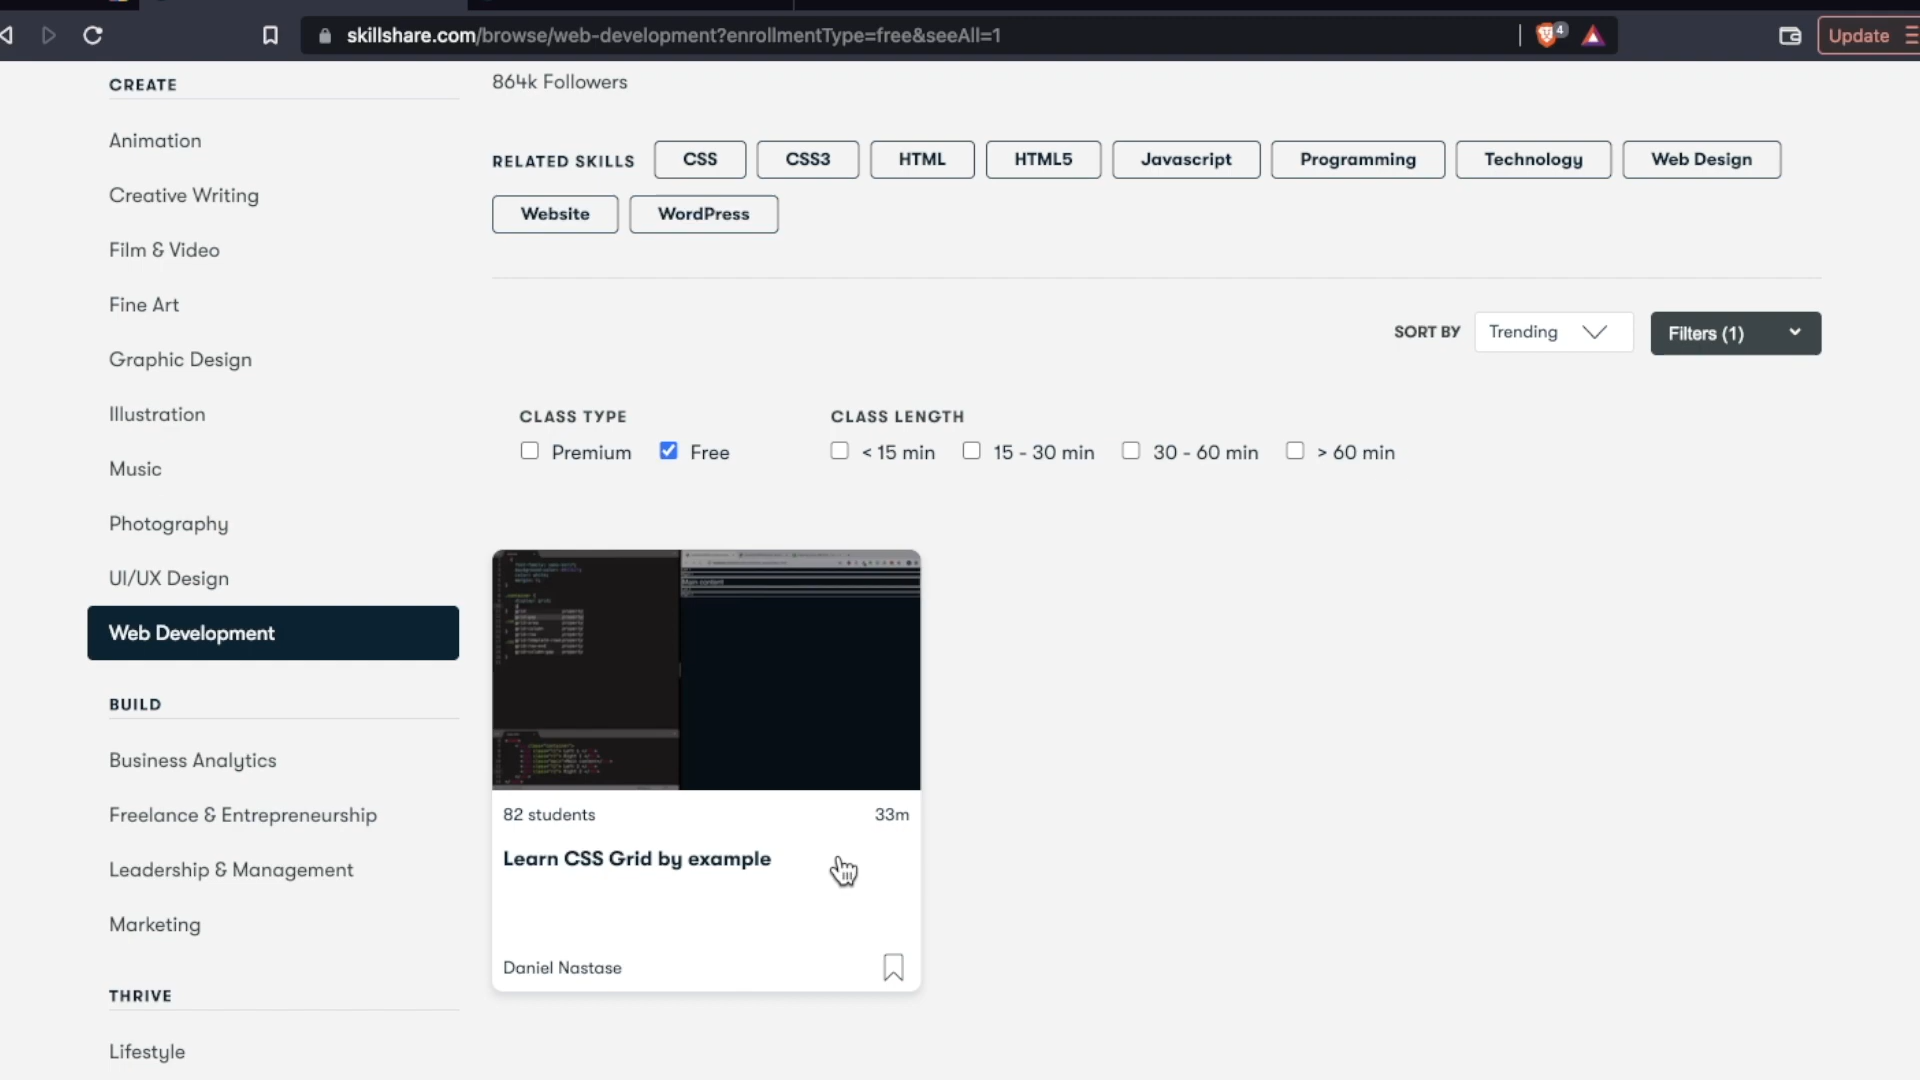 skillshare.com/browse/web-development?enrollmentType=free&seeAll=1
4
Update
CREATE
Animation
Creative Writing
Film & Video
Fine Art
Graphic Design
Illustration
Music
Photography
UI/UX Design
Web Development
BUILD
Business Analytics
Freelance & Entrepreneurship
Leadership & Management
Marketing
THRIVE
Lifestyle
864k Followers
RELATED SKILLS CSS CSS3 HTML HTML5 Javascript Programming Technology Web Design
Website WordPress
SORT BY Trending Filters (1)
CLASS TYPE CLASS LENGTH
Premium Free < 15 min 15 - 30 min 30 - 60 min > 60 min
Main content
82 students 33m
Learn CSS Grid by example
Daniel Nastase